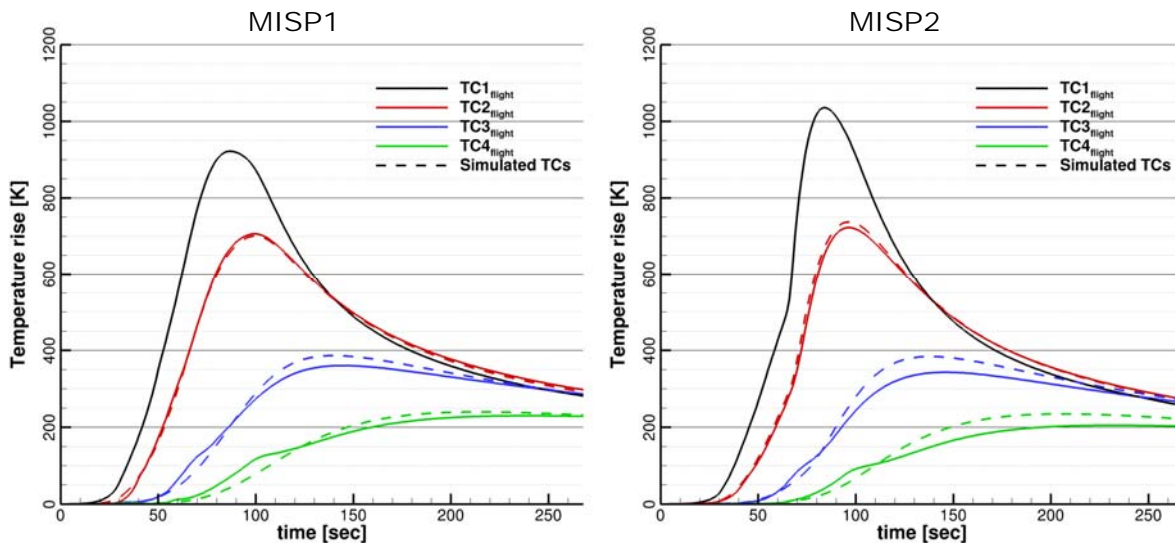 MISP1
1200
1000
800
600
400
200
0
Temperature rise [K]
TC1flight
TC2flight
TC3flight
TC4flight
Simulated TCs
0 50 100 150 200 250
time [sec]
MISP2
1200
1000
800
600
400
200
0
Temperature rise [K]
TC1flight
TC2flight
TC3flight
TC4flight
Simulated TCs
0 50 100 150 200 250
time [sec]